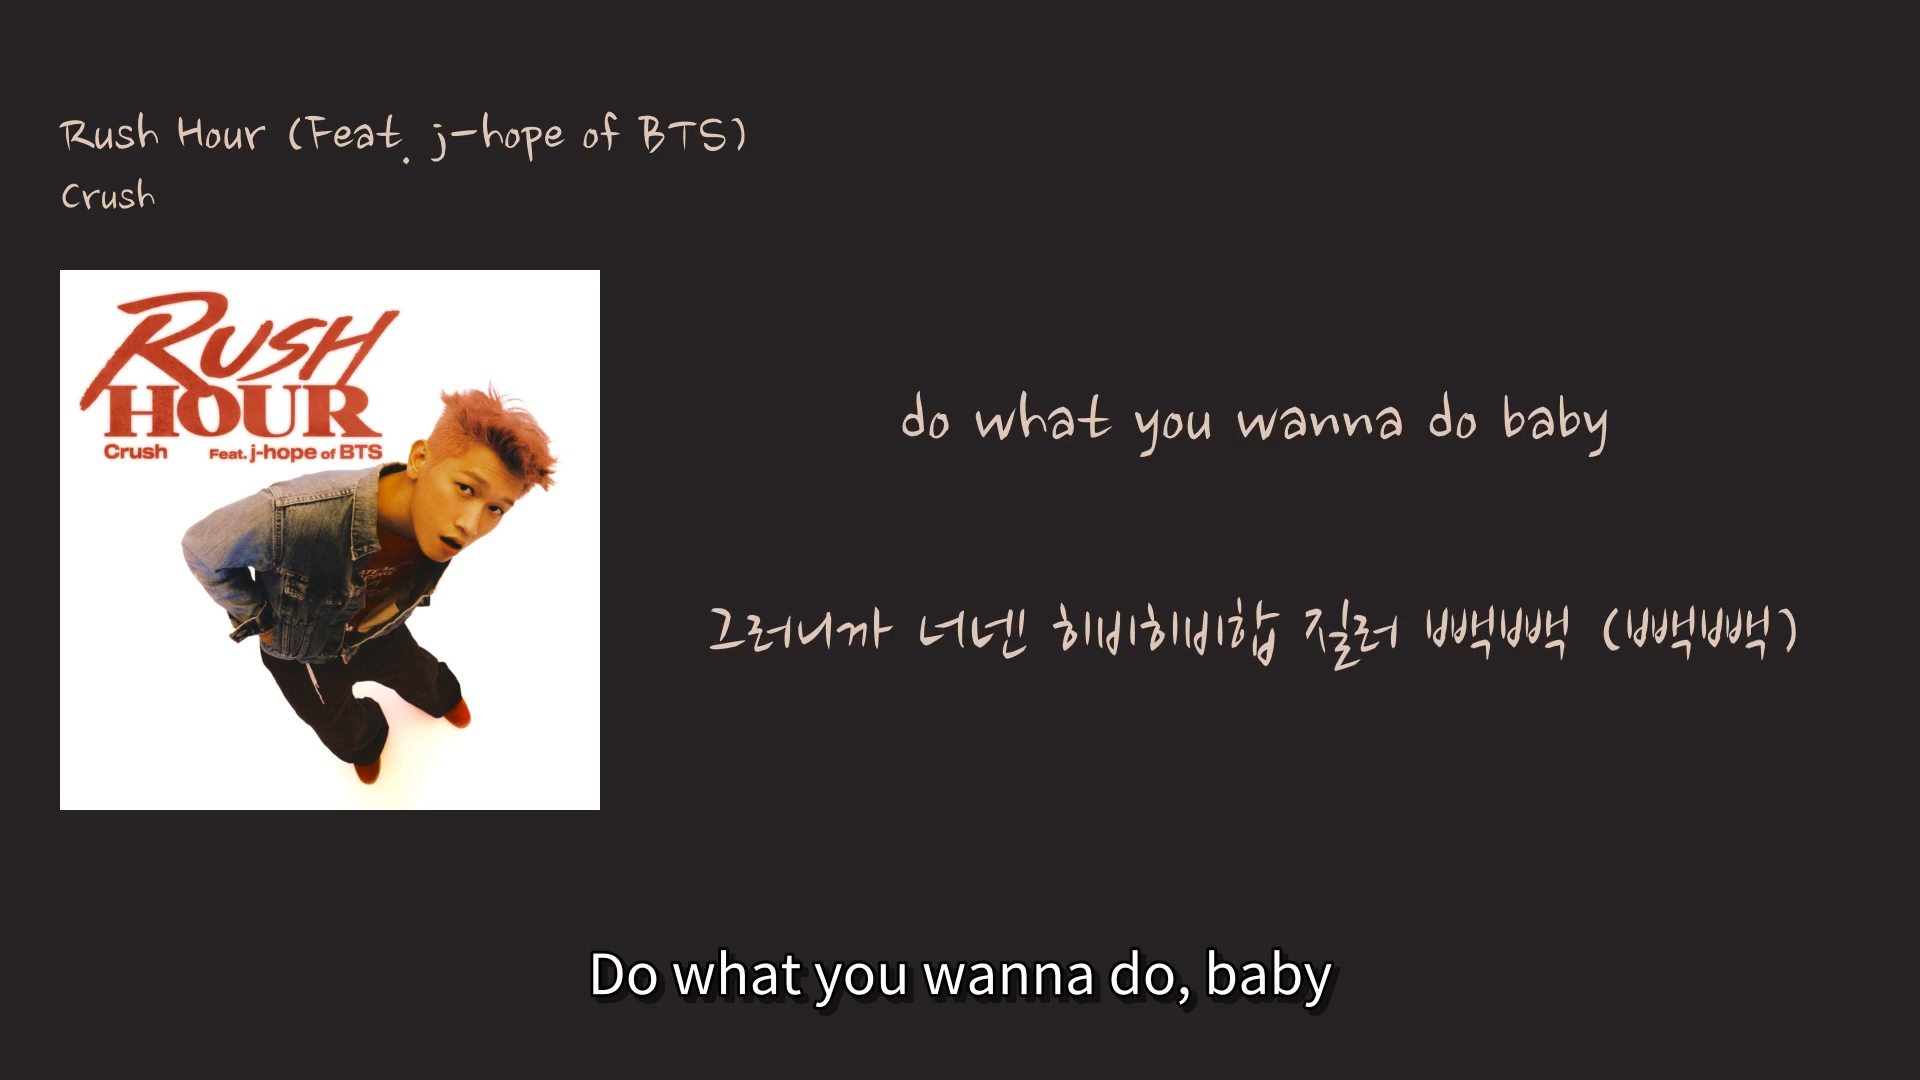 Rush Hour (Feat. j-hope of BTS)
Crush
RUSH
HOUR
Crush Feat. j-hope of BTS
do what you wanna do baby
그러니까 너넨 히비히비합 질러 빽빽 (빽빽)
Do what you wanna do, baby